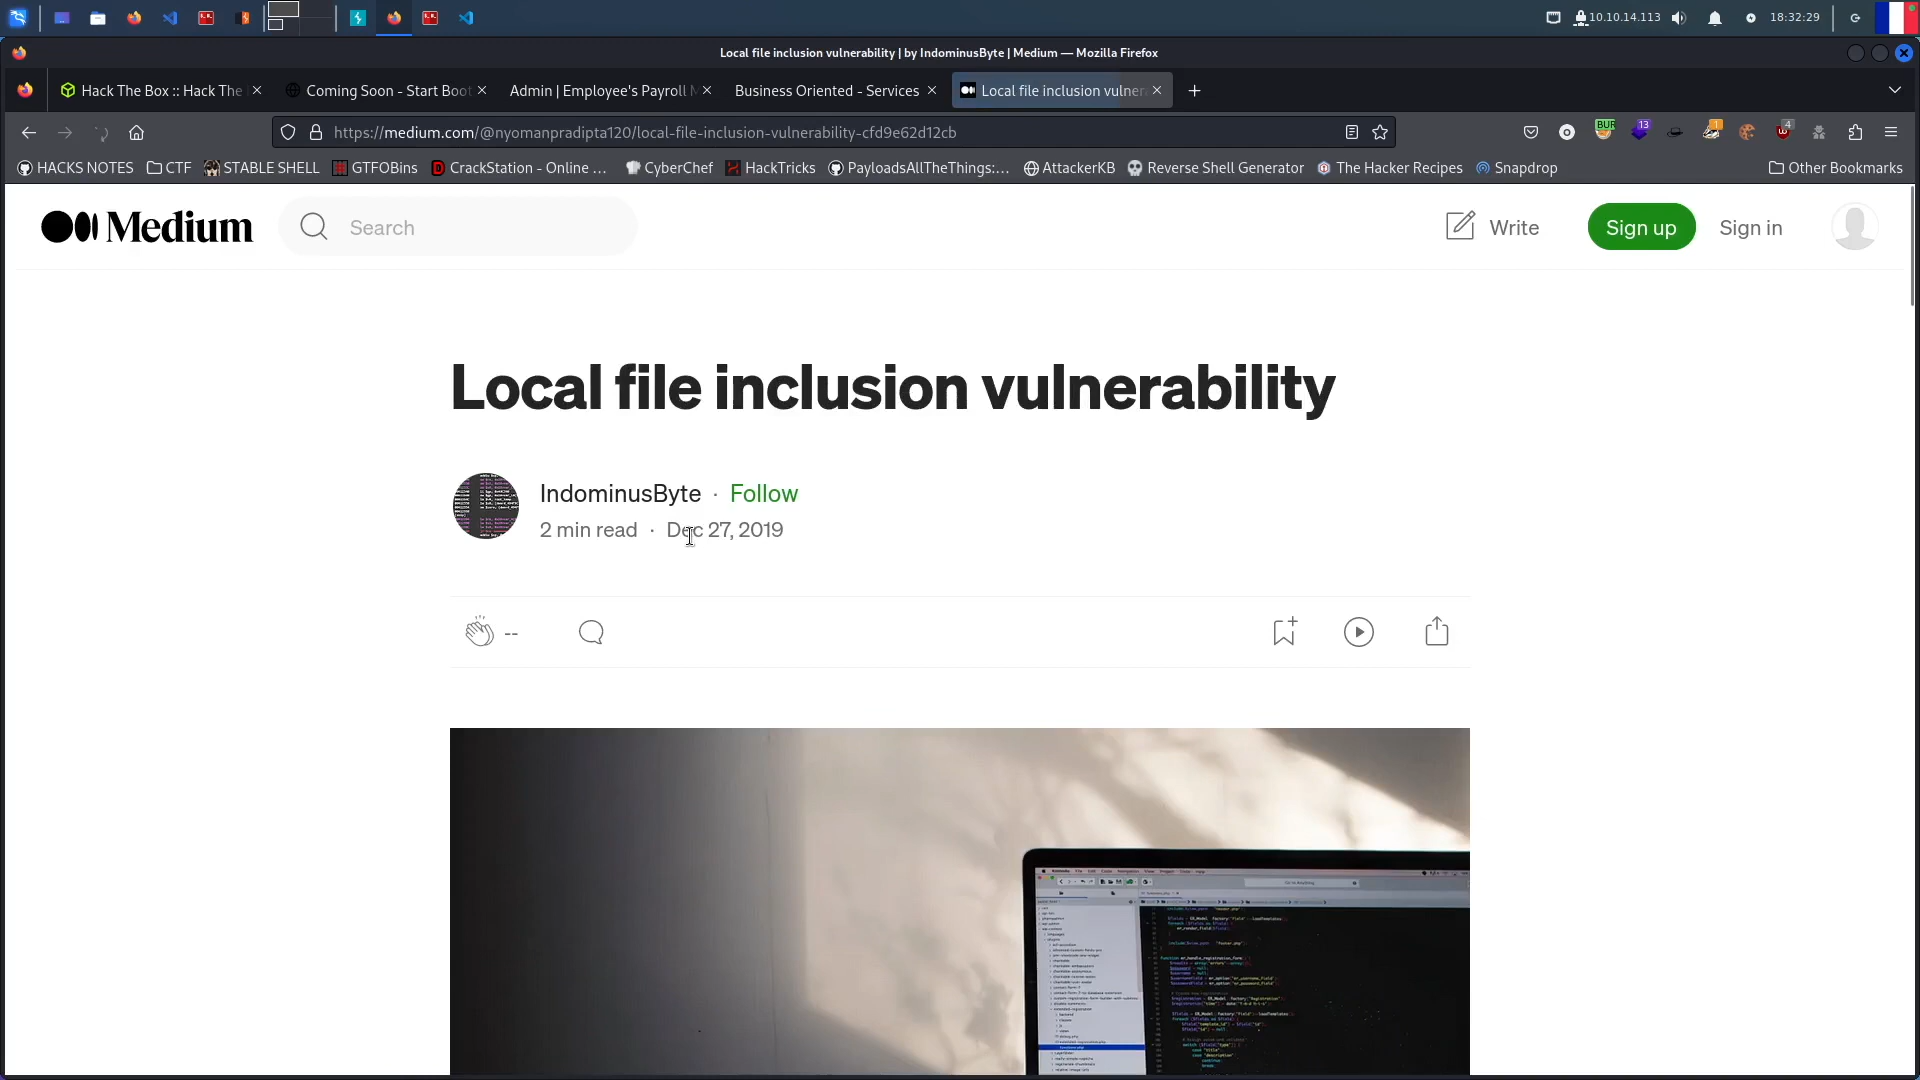 10.10.14.113
18:32:29
Local file inclusion vulnerability | by IndominusByte | Medium — Mozilla Firefox
Hack The Box :: Hack The
Coming Soon - Start Boot
Admin | Employee's Payroll M
Business Oriented - Services
Local file inclusion vulner
https://medium.com/@nyomanpradipta120/local-file-inclusion-vulnerability-cfd9e62d12cb
BUR
13
1
4
HACKS NOTES
CTF
STABLE SHELL
GTFOBins
CrackStation - Online ...
CyberChef
HackTricks
PayloadsAllTheThings:...
AttackerKB
Reverse Shell Generator
The Hacker Recipes
Snapdrop
Other Bookmarks
Medium
Search
Write
Sign up
Sign in
Local file inclusion vulnerability
IndominusByte · Follow
2 min read · Dec 27, 2019
--